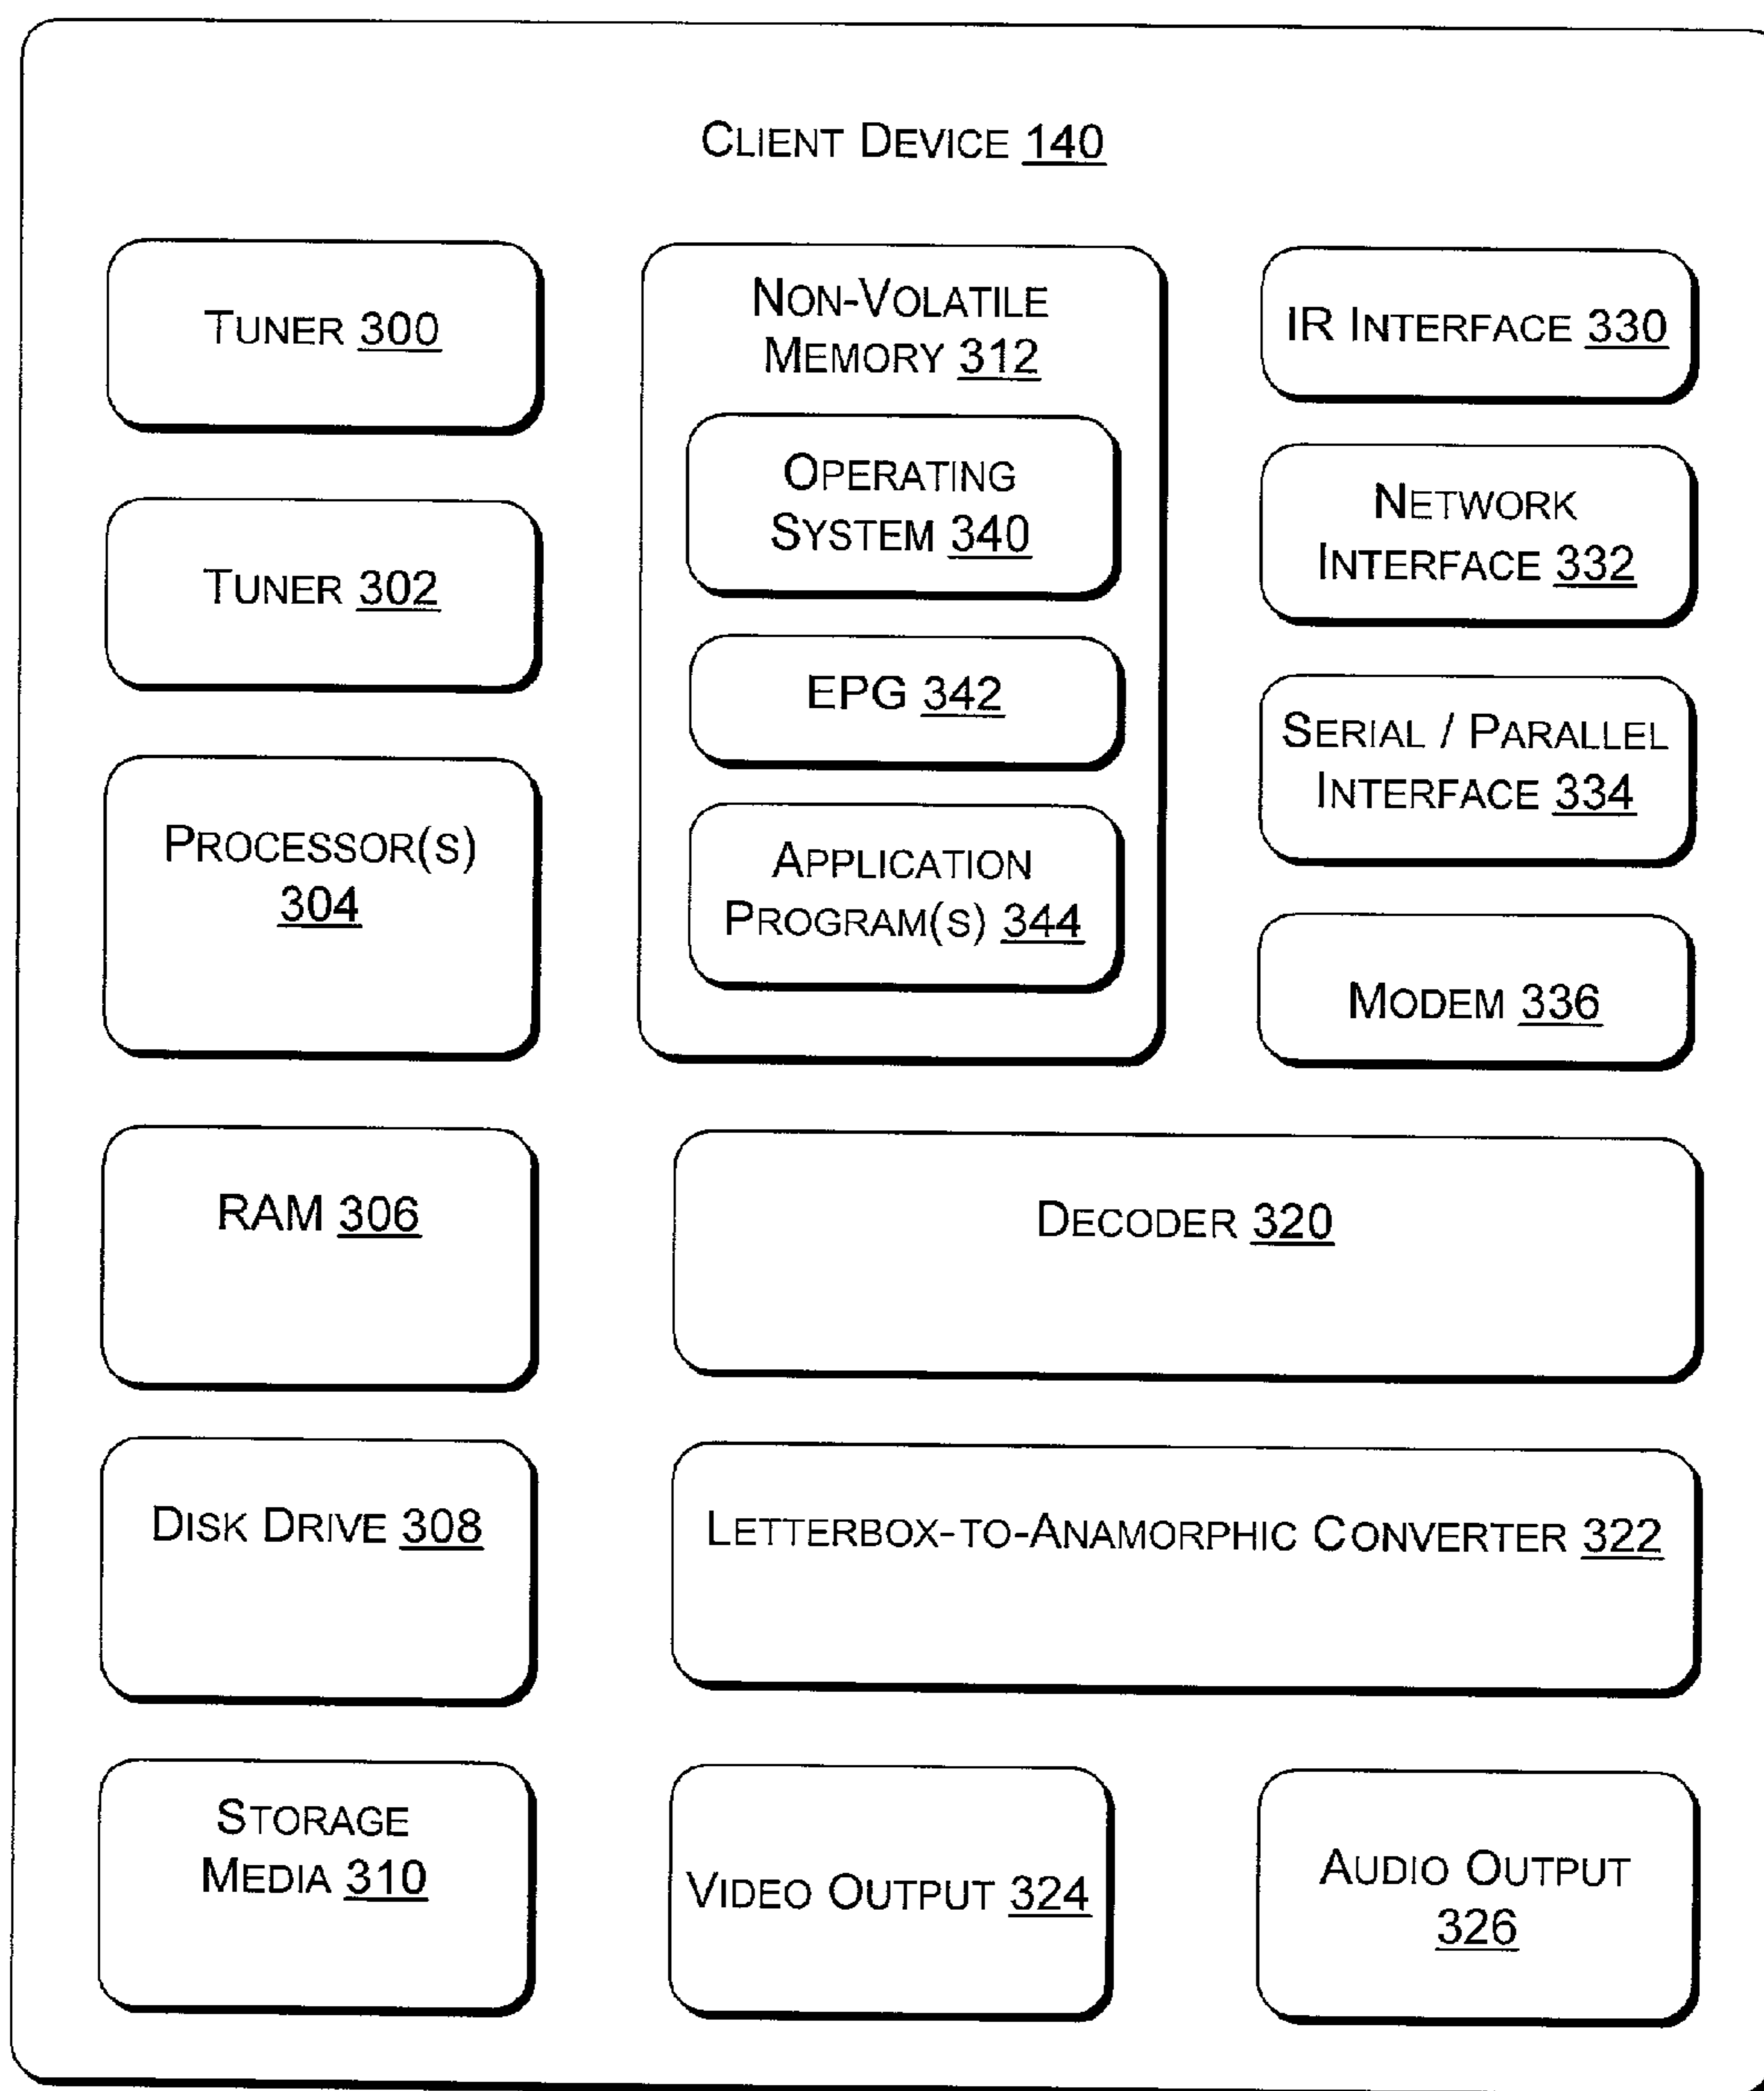 CLIENT DEVICE 140
TUNER 300
TUNER 302
PROCESSOR(S)
304
RAM 306
DISK DRIVE 308
STORAGE
MEDIA 310
NON-VOLATILE
MEMORY 312
OPERATING
SYSTEM 340
EPG 342
APPLICATION
PROGRAM(S) 344
IR INTERFACE 330
NETWORK
INTERFACE 332
SERIAL / PARALLEL
INTERFACE 334
MODEM 336
DECODER 320
LETTERBOX-TO-ANAMORPHIC CONVERTER 322
VIDEO OUTPUT 324
AUDIO OUTPUT
326